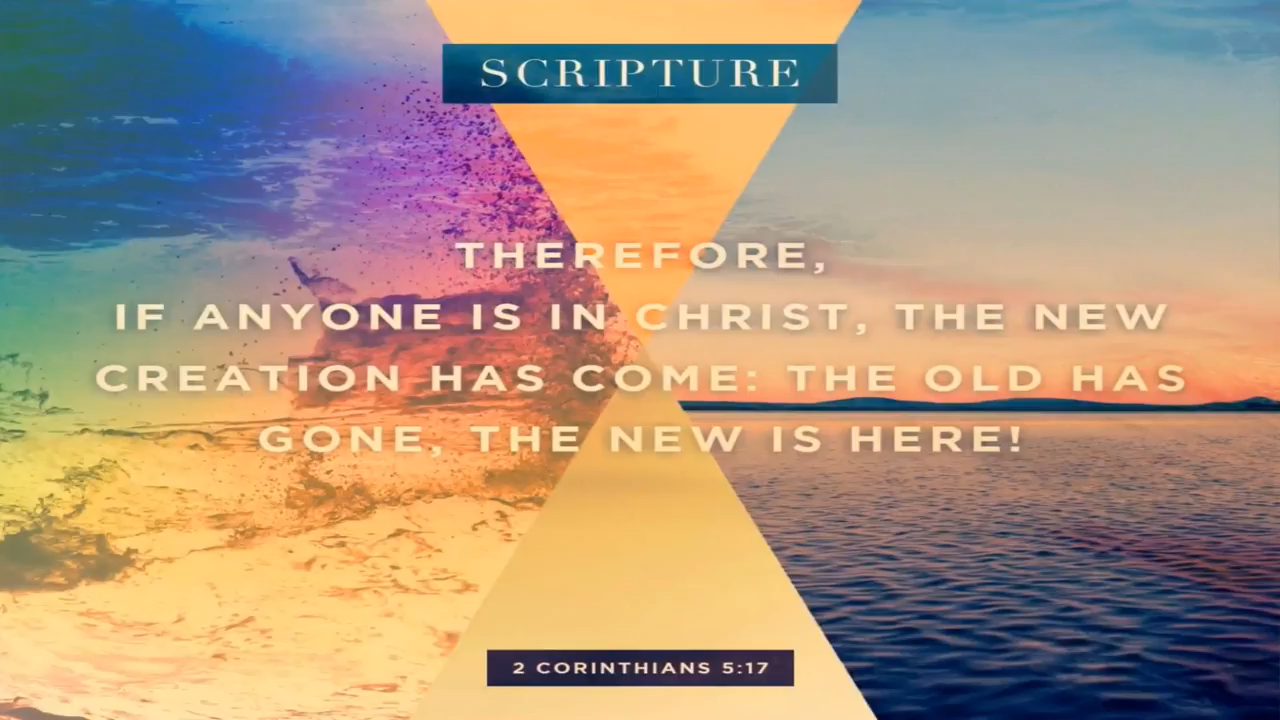 SCRIPTURE
THEREFORE,
IF ANYONE IS IN CHRIST, THE NEW
CREATION HAS COME: THE OLD HAS
GONE, THE NEW IS HERE!
2 CORINTHIANS 5:17